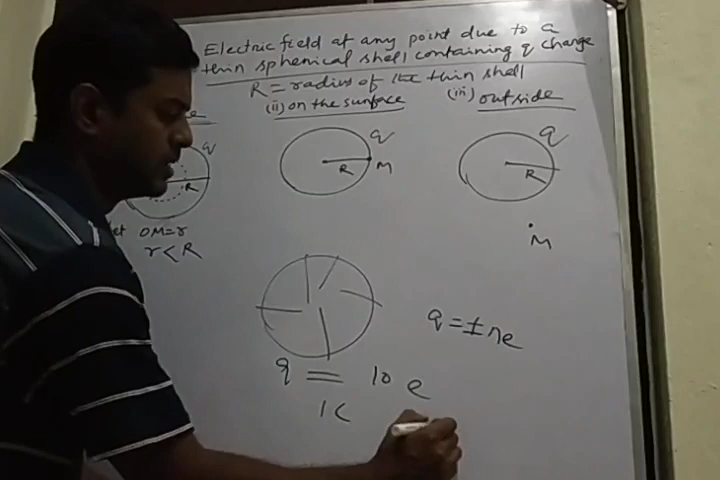 Electric field at any point due to a
thin spherical shell containing q charge
R = radius of the thin shell
(ii) on the surface
(iii) outside
q
R
q
R
M
q
R
M
OM = r
r < R
q = ± ne
q = 10 e
1C